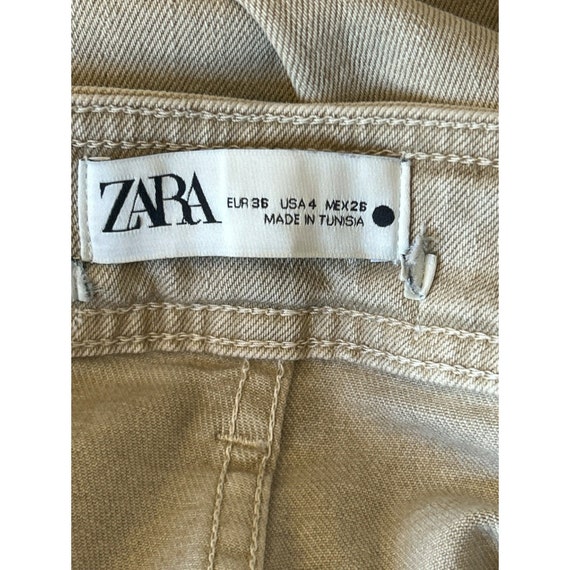 ZARA
EUR 36 USA 4 MEX 26
MADE IN TUNISIA